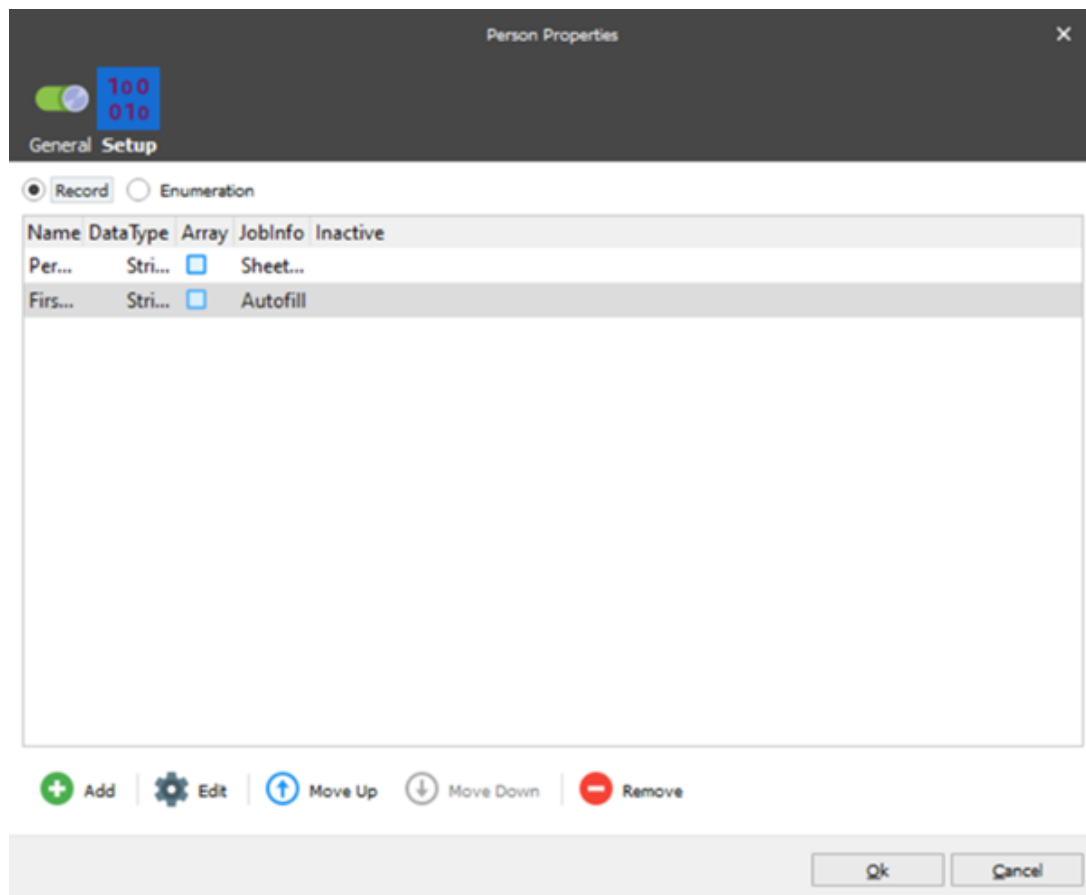 Person Properties
100
010
General Setup
Record Enumeration
Name DataType Array JobInfo Inactive
Per... Stri... Sheet...
Firs... Stri... Autofill
Add Edit Move Up Move Down Remove
Ok Cancel